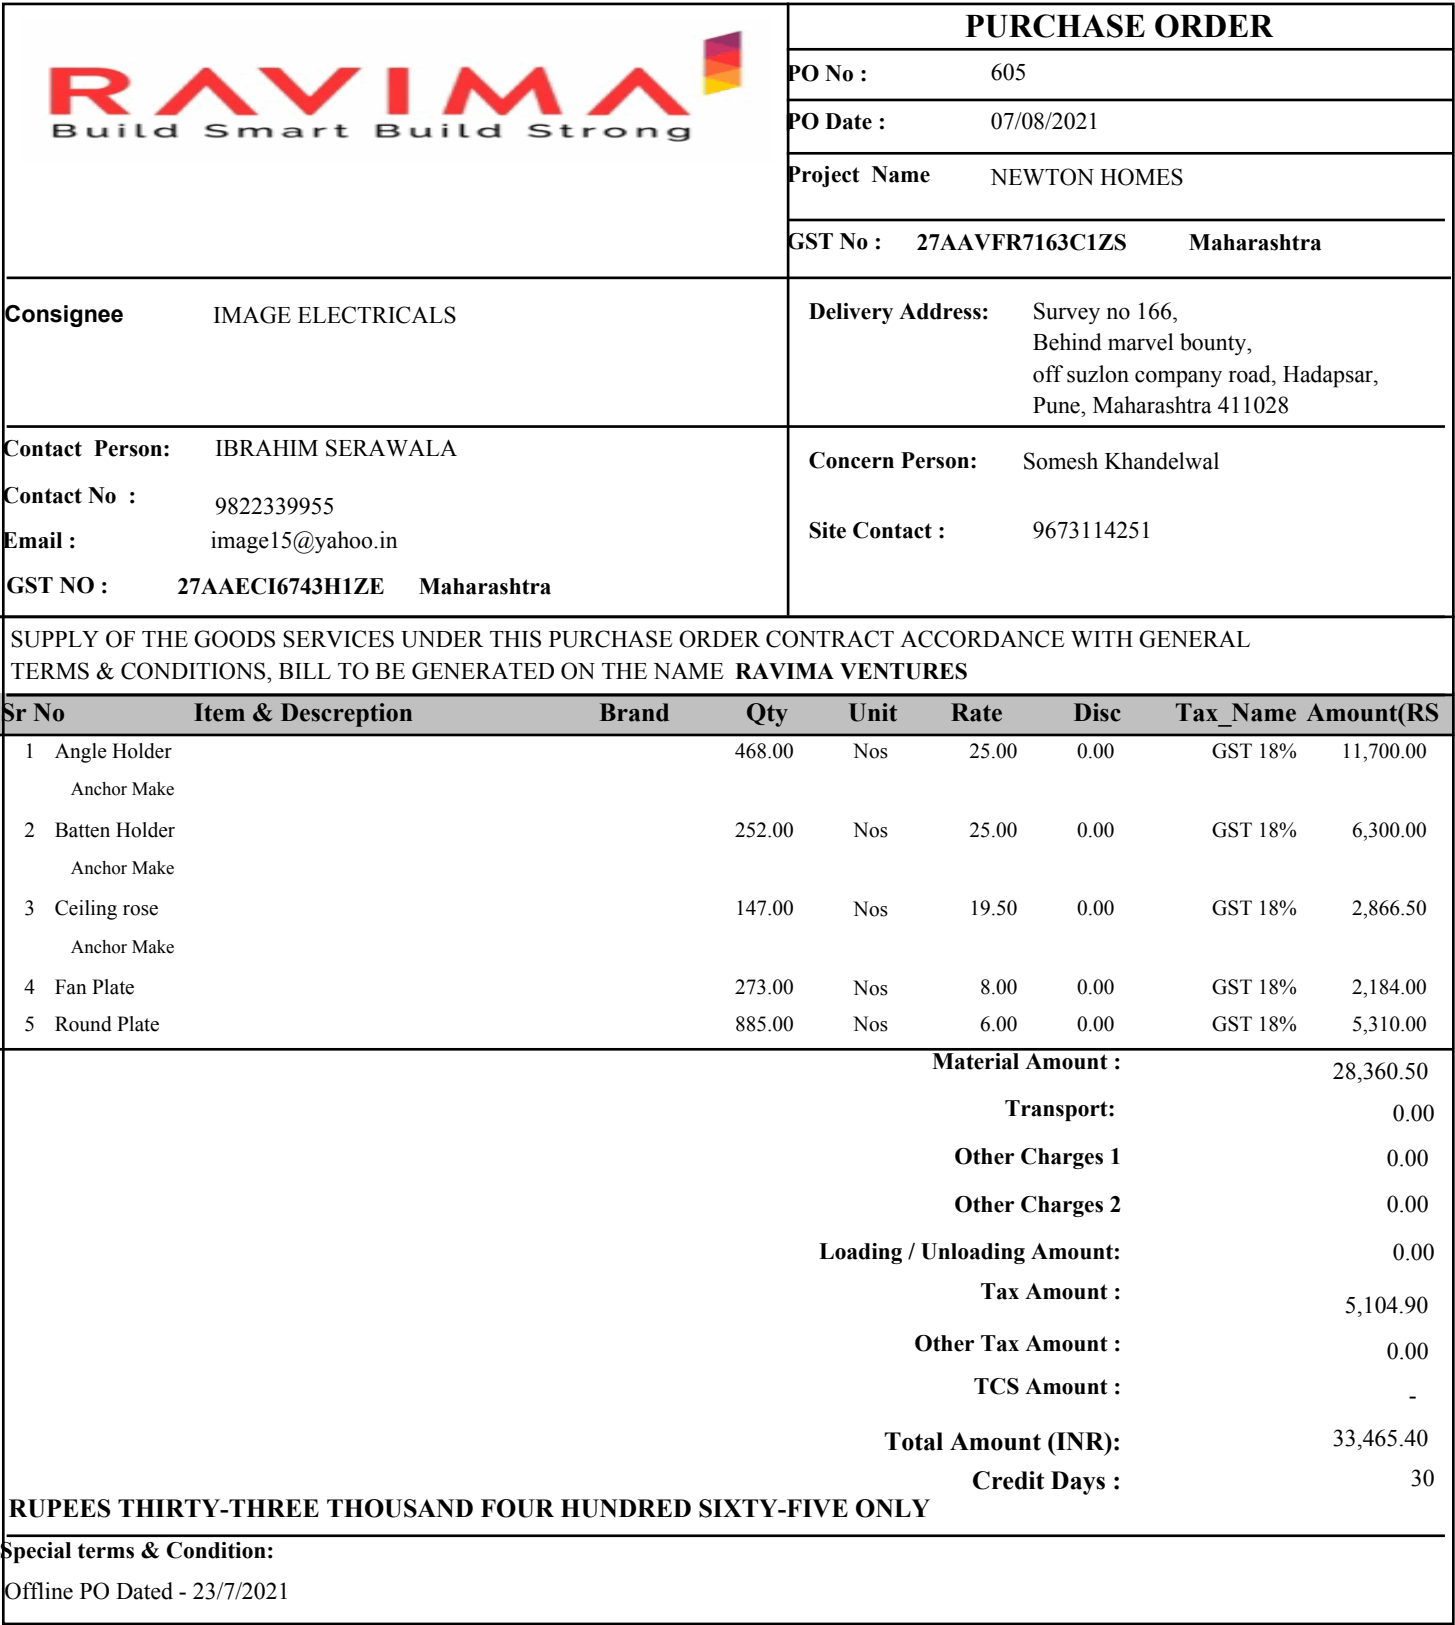 RAVIMA
Build Smart Build Strong
PURCHASE ORDER
PO No : 605
PO Date : 07/08/2021
Project Name NEWTON HOMES
GST No : 27AAVFR7163C1ZS Maharashtra
Consignee IMAGE ELECTRICALS
Delivery Address: Survey no 166,
Behind marvel bounty,
off suzlon company road, Hadapsar,
Pune, Maharashtra 411028
Contact Person: IBRAHIM SERAWALA
Contact No : 9822339955
Email : image15@yahoo.in
GST NO : 27AAECI6743H1ZE Maharashtra
Concern Person: Somesh Khandelwal
Site Contact : 9673114251
SUPPLY OF THE GOODS SERVICES UNDER THIS PURCHASE ORDER CONTRACT ACCORDANCE WITH GENERAL
TERMS & CONDITIONS, BILL TO BE GENERATED ON THE NAME RAVIMA VENTURES
Sr No Item & Descreption Brand Qty Unit Rate Disc Tax_Name Amount(RS
1 Angle Holder 468.00 Nos 25.00 0.00 GST 18% 11,700.00
Anchor Make
2 Batten Holder 252.00 Nos 25.00 0.00 GST 18% 6,300.00
Anchor Make
3 Ceiling rose 147.00 Nos 19.50 0.00 GST 18% 2,866.50
Anchor Make
4 Fan Plate 273.00 Nos 8.00 0.00 GST 18% 2,184.00
5 Round Plate 885.00 Nos 6.00 0.00 GST 18% 5,310.00
Material Amount : 28,360.50
Transport: 0.00
Other Charges 1 0.00
Other Charges 2 0.00
Loading / Unloading Amount: 0.00
Tax Amount : 5,104.90
Other Tax Amount : 0.00
TCS Amount : -
Total Amount (INR): 33,465.40
Credit Days : 30
RUPEES THIRTY-THREE THOUSAND FOUR HUNDRED SIXTY-FIVE ONLY
Special terms & Condition:
Offline PO Dated - 23/7/2021